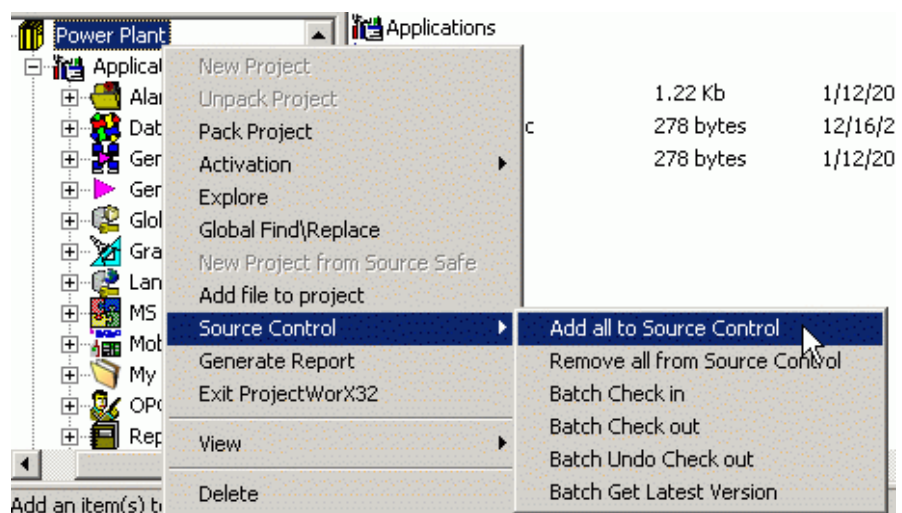 Power Plant
Applications
Applicat
New Project
1.22 Kb 1/12/20
Alar
Unpack Project
Dat
Pack Project
c 278 bytes 12/16/2
Ger
Activation
278 bytes 1/12/20
Ger
Explore
Glol
Global Find\Replace
Gra
New Project from Source Safe
Lan
Add file to project
MS
Source Control
Add all to Source Control
Mob
Generate Report
Remove all from Source Control
My
Exit ProjectWorX32
Batch Check in
OPC
Batch Check out
Rep
View
Batch Undo Check out
Delete
Batch Get Latest Version
Add an item(s) t